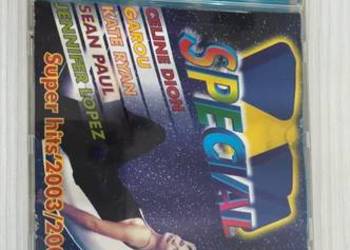 SPECIAL
CELINE DION
GAROU
KATE RYAN
SEAN PAUL
JENNIFER LOPEZ
Super hits'2003/20